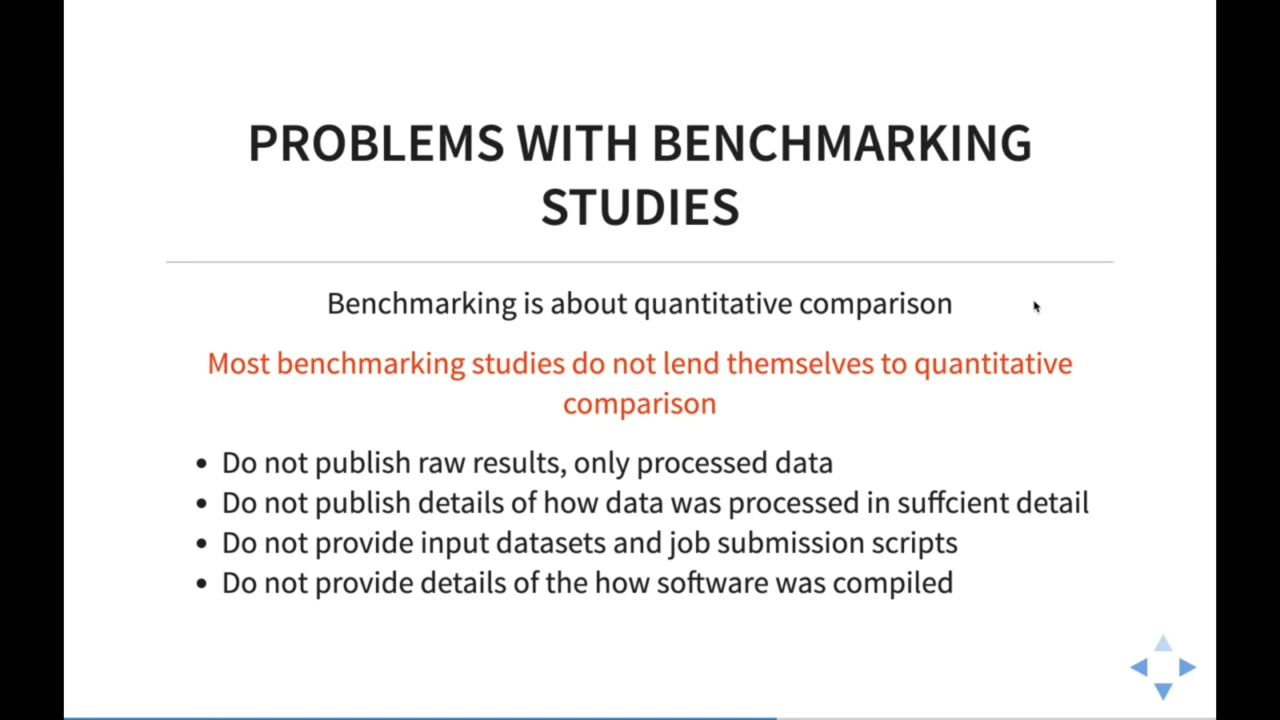 PROBLEMS WITH BENCHMARKING
STUDIES
Benchmarking is about quantitative comparison
Most benchmarking studies do not lend themselves to quantitative
comparison
• Do not publish raw results, only processed data
• Do not publish details of how data was processed in suffcient detail
• Do not provide input datasets and job submission scripts
• Do not provide details of the how software was compiled